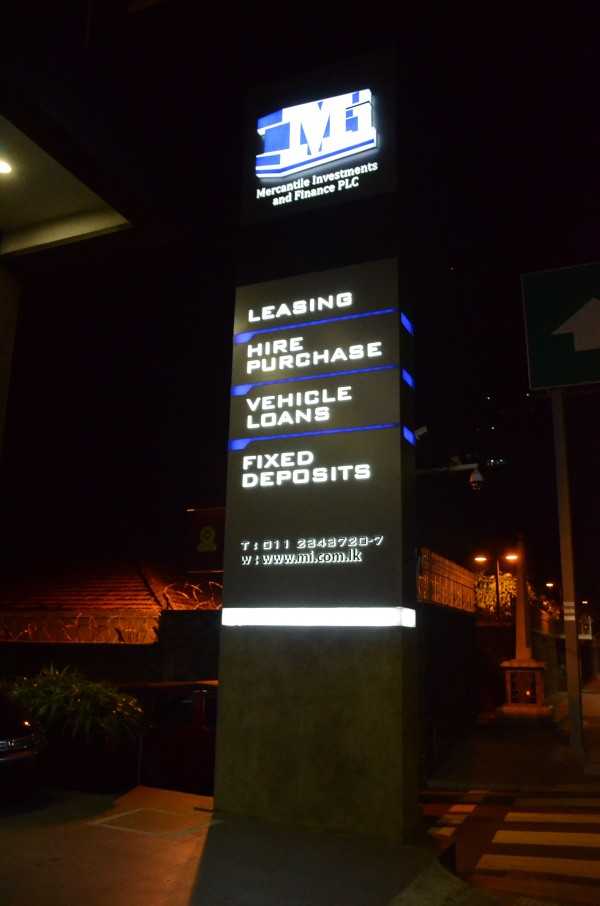 Mi
Mercantile Investments
and Finance PLC
LEASING
HIRE
PURCHASE
VEHICLE
LOANS
FIXED
DEPOSITS
T : 011 2343720-7
w : www.mi.com.lk